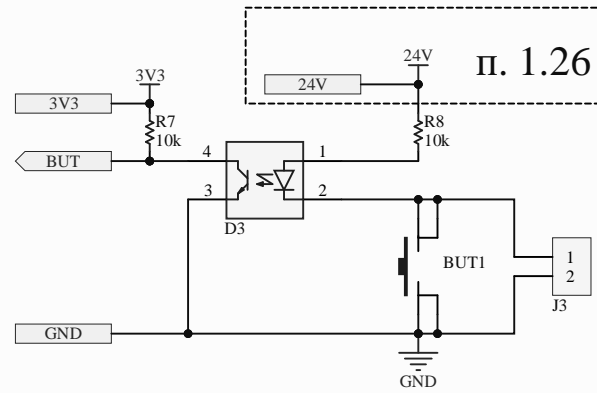 24V
п. 1.26
24V
3V3
3V3
R7
10k
R8
10k
BUT
4
1
3
2
D3
BUT1
1
2
J3
GND
GND